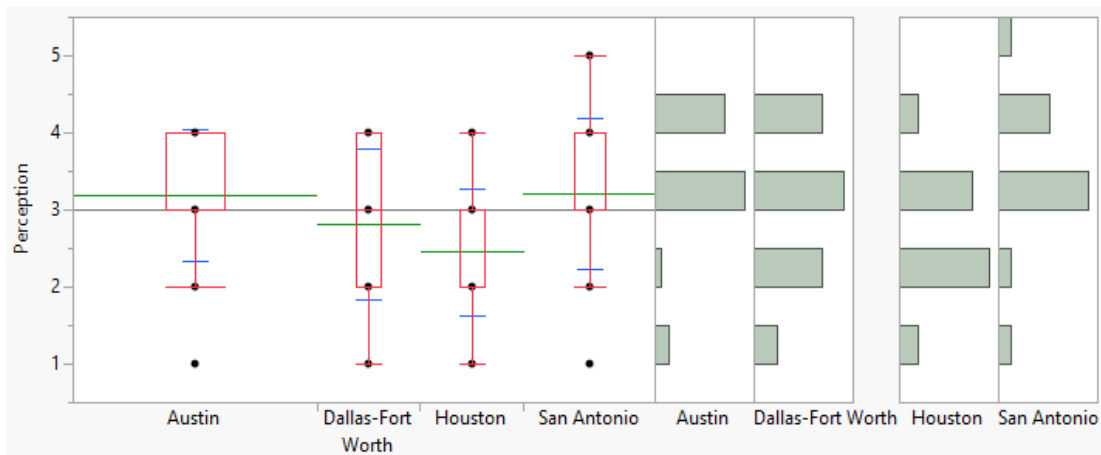 5
4
3
2
1
Perception
Austin
Dallas-Fort
Worth
Houston
San Antonio
Austin
Dallas-Fort Worth
Houston
San Antonio